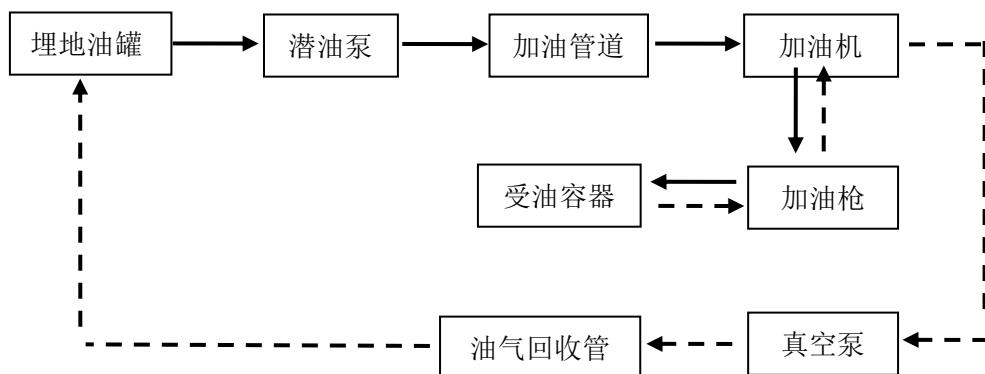 埋地油罐
潜油泵
加油管道
加油机
受油容器
加油枪
油气回收管
真空泵